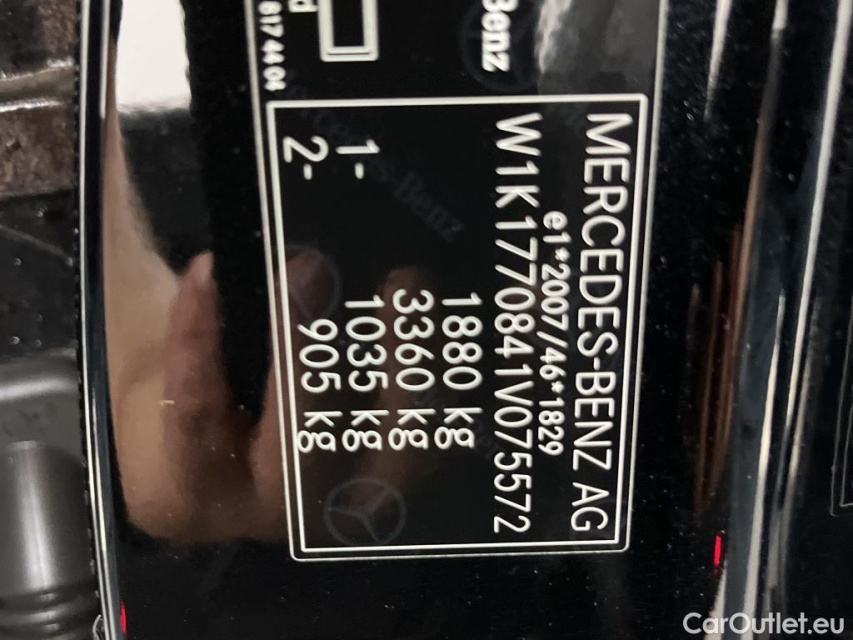 MERCEDES-BENZ AG
e1*2007/46*1829
W1K1770841V075572
1880 kg
3360 kg
1- 1035 kg
2- 905 kg
Benz
817 44 04
CarOutlet.eu